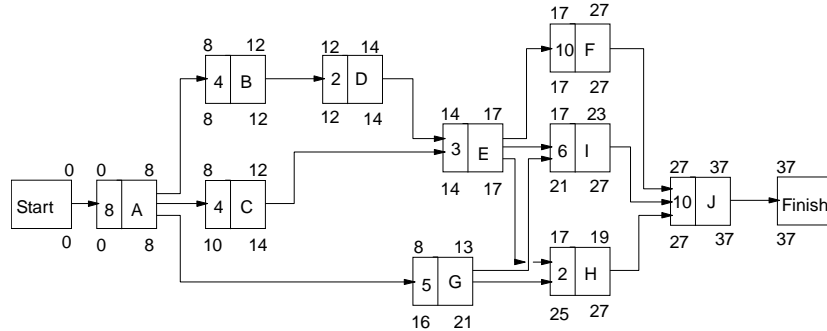 17 27
10 F
17 27
8 12
4 B
8 12
12 14
2 D
12 14
14 17
3 E
14 17
17 23
6 I
21 27
0
Start
0
0 8
8 A
0 8
8 12
4 C
10 14
27 37
10 J
27 37
37
Finish
37
8 13
5 G
16 21
17 19
2 H
25 27